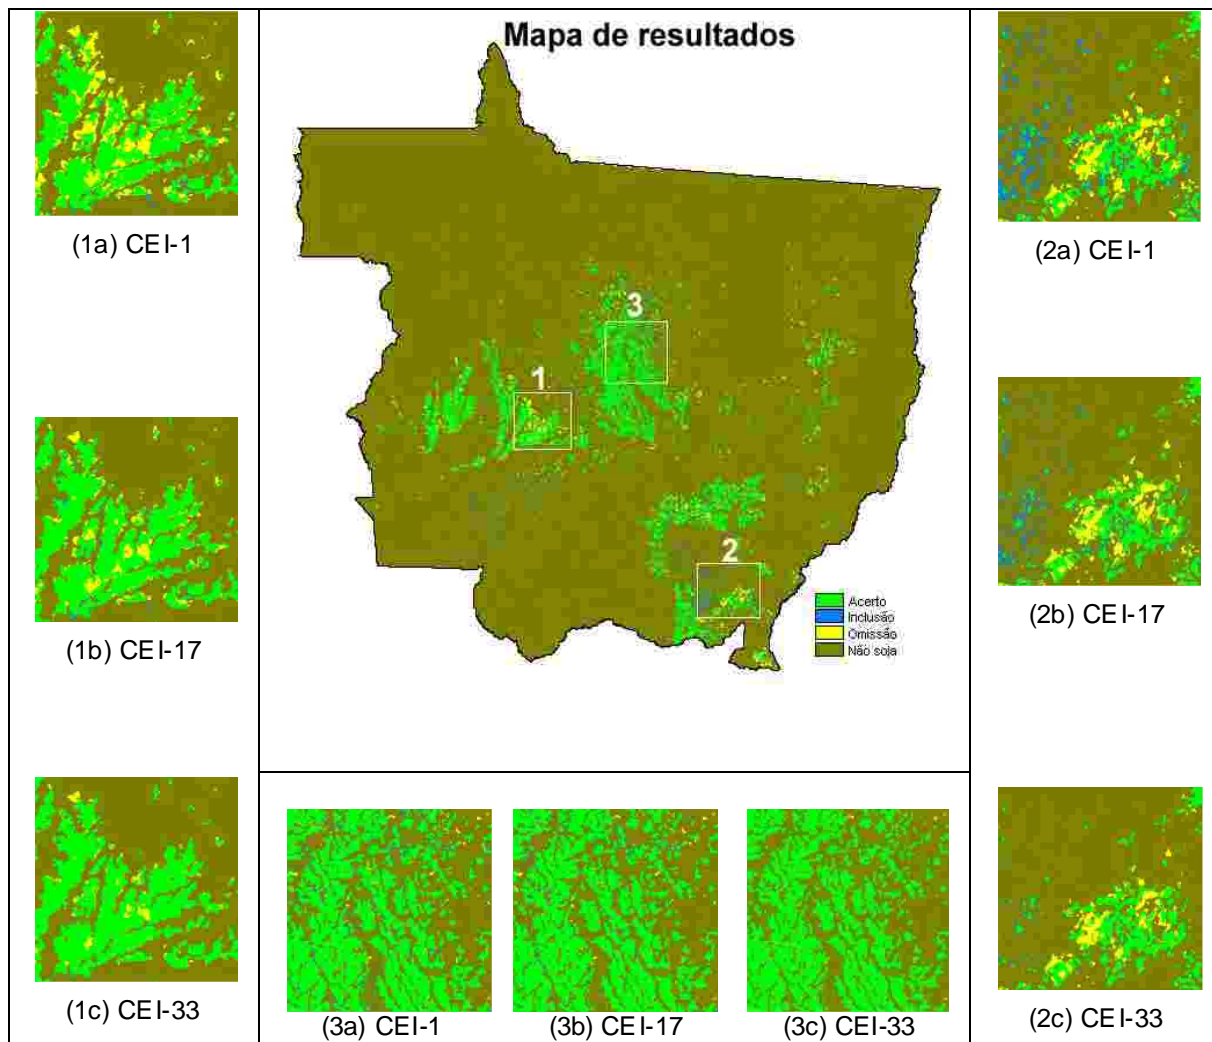 Mapa de resultados
(1a) CEI-1
(2a) CEI-1
3
1
(1b) CEI-17
2
Acerto
Inclusão
Omissão
Não soja
(2b) CEI-17
(1c) CEI-33
(3a) CEI-1
(3b) CEI-17
(3c) CEI-33
(2c) CEI-33